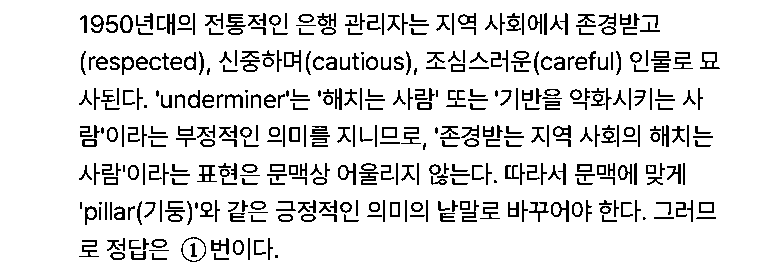 1950년대의 전통적인 은행 관리자는 지역 사회에서 존경받고
(respected), 신중하며(cautious), 조심스러운(careful) 인물로 묘
사된다. 'underminer'는 '해치는 사람' 또는 '기반을 약화시키는 사
람'이라는 부정적인 의미를 지니므로, '존경받는 지역 사회의 해치는
사람'이라는 표현은 문맥상 어울리지 않는다. 따라서 문맥에 맞게
'pillar(기둥)'와 같은 긍정적인 의미의 낱말로 바꾸어야 한다. 그러므
로 정답은 ①번이다.